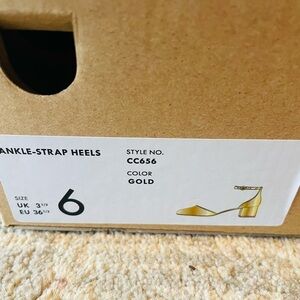 ANKLE-STRAP HEELS
STYLE NO.
CC656
COLOR
GOLD
SIZE
UK 3 1/2
EU 36 1/2
6